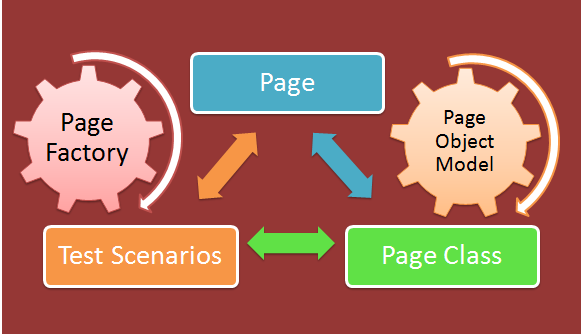 Page
Page
Factory
Page
Object
Model
Test Scenarios
Page Class